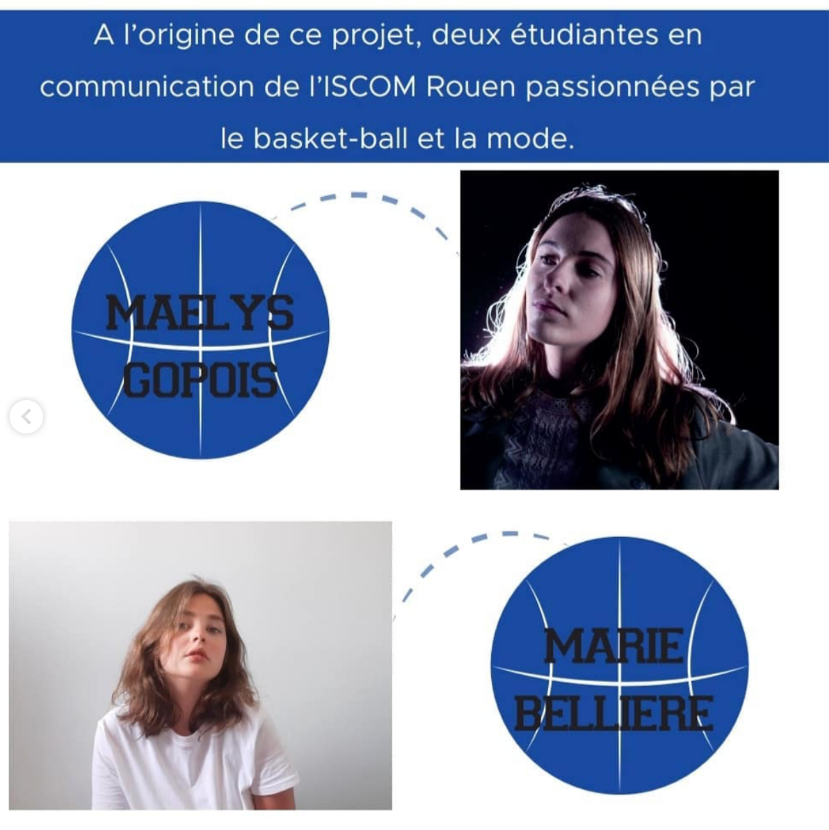 A l'origine de ce projet, deux étudiantes en
communication de l'ISCOM Rouen passionnées par
le basket-ball et la mode.
MAELYS
GOPOIS
MARIE
BELLIERE